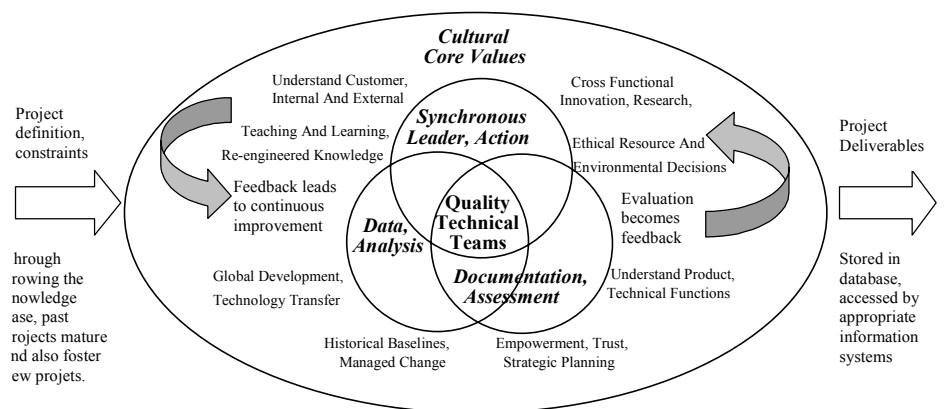 Cultural
Core Values
Understand Customer,
Internal And External
Cross Functional
Innovation, Research,
Project
definition,
constraints
Synchronous
Leader, Action
Teaching And Learning,
Re-engineered Knowledge
Ethical Resource And
Environmental Decisions
Project
Deliverables
Feedback leads
to continuous
improvement
Quality
Technical
Teams
Evaluation
becomes
feedback
Data,
Analysis
Documentation,
Assessment
Global Development,
Technology Transfer
Understand Product,
Technical Functions
hrough
rowing the
nowledge
ase, past
rojects mature
nd also foster
ew projets.
Stored in
database,
accessed by
appropriate
information
systems
Historical Baselines,
Managed Change
Empowerment, Trust,
Strategic Planning